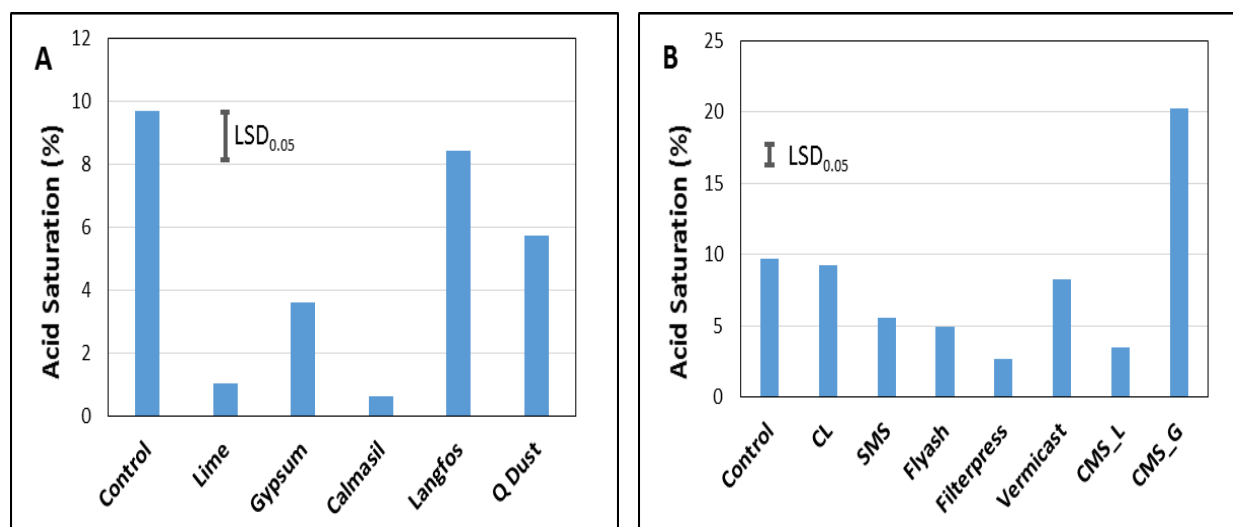 A
Acid Saturation (%)
12
10
8
6
4
2
0
LSD0.05
Control
Lime
Gypsum
Calmasil
Langfos
Q Dust
B
Acid Saturation (%)
25
20
15
10
5
0
LSD0.05
Control
CL
SMS
Flyash
Filterpress
Vermicast
CMS_L
CMS_G